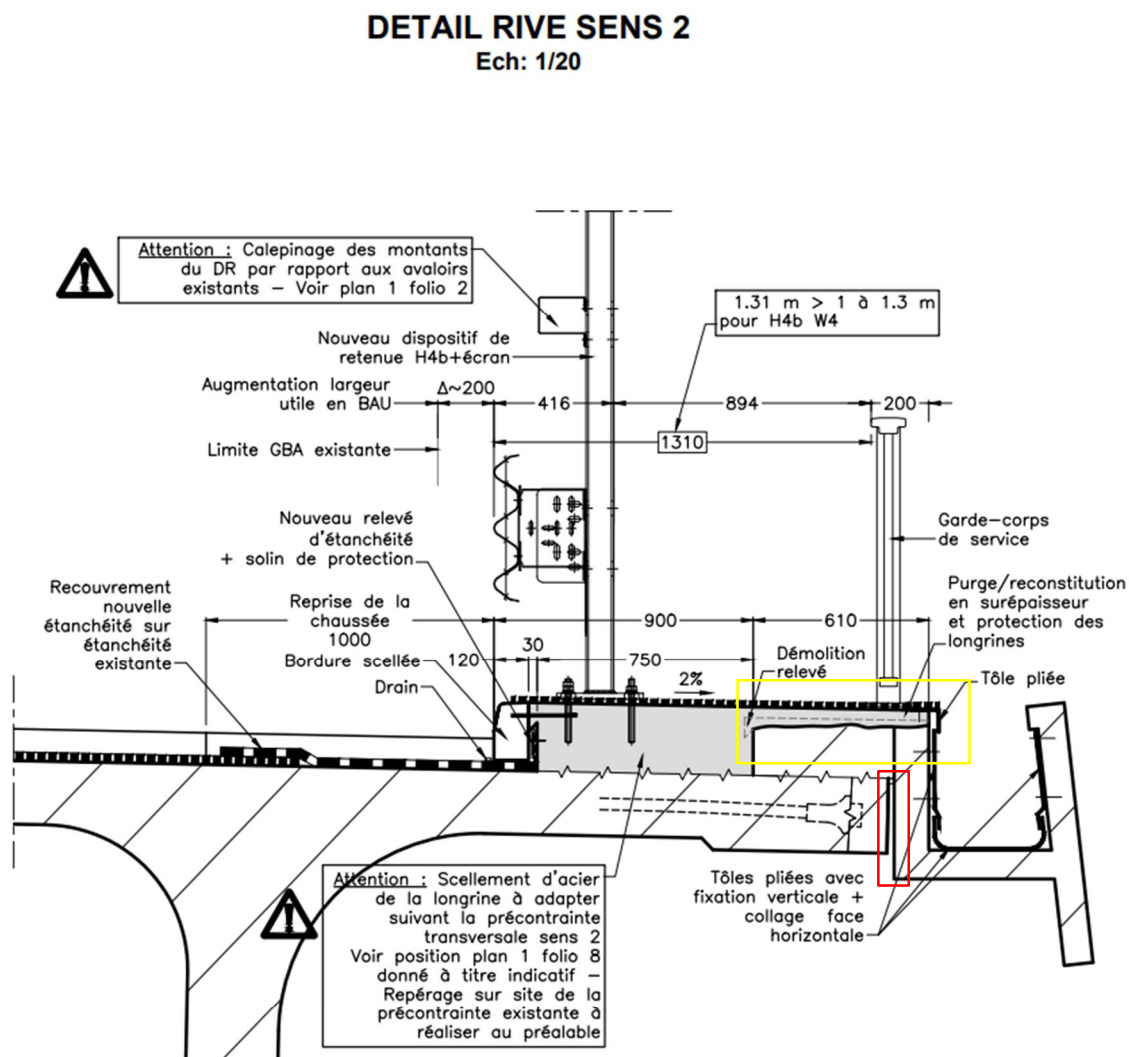 DETAIL RIVE SENS 2
Ech: 1/20
Attention : Calepinage des montants
du DR par rapport aux avaloirs
existants – Voir plan 1 folio 2
1.31 m > 1 à 1.3 m
pour H4b W4
Nouveau dispositif de
retenue H4b+écran
Augmentation largeur
utile en BAU
Δ~200
416
894
200
1310
Limite GBA existante
Nouveau relevé
d'étanchéité
+ solin de protection
Garde–corps
de service
Recouvrement
nouvelle
étanchéité sur
étanchéité
existante
Reprise de la
chaussée
1000
900
610
Purge/reconstitution
en surépaisseur
et protection des
longrines
Bordure scellée
120
30
750
Démolition
relevé
Drain
2%
Tôle pliée
Attention : Scellement d'acier
de la longrine à adapter
suivant la précontrainte
transversale sens 2
Voir position plan 1 folio 8
donné à titre indicatif –
Repérage sur site de la
précontrainte existante à
réaliser au préalable
Tôles pliées avec
fixation verticale +
collage face
horizontale